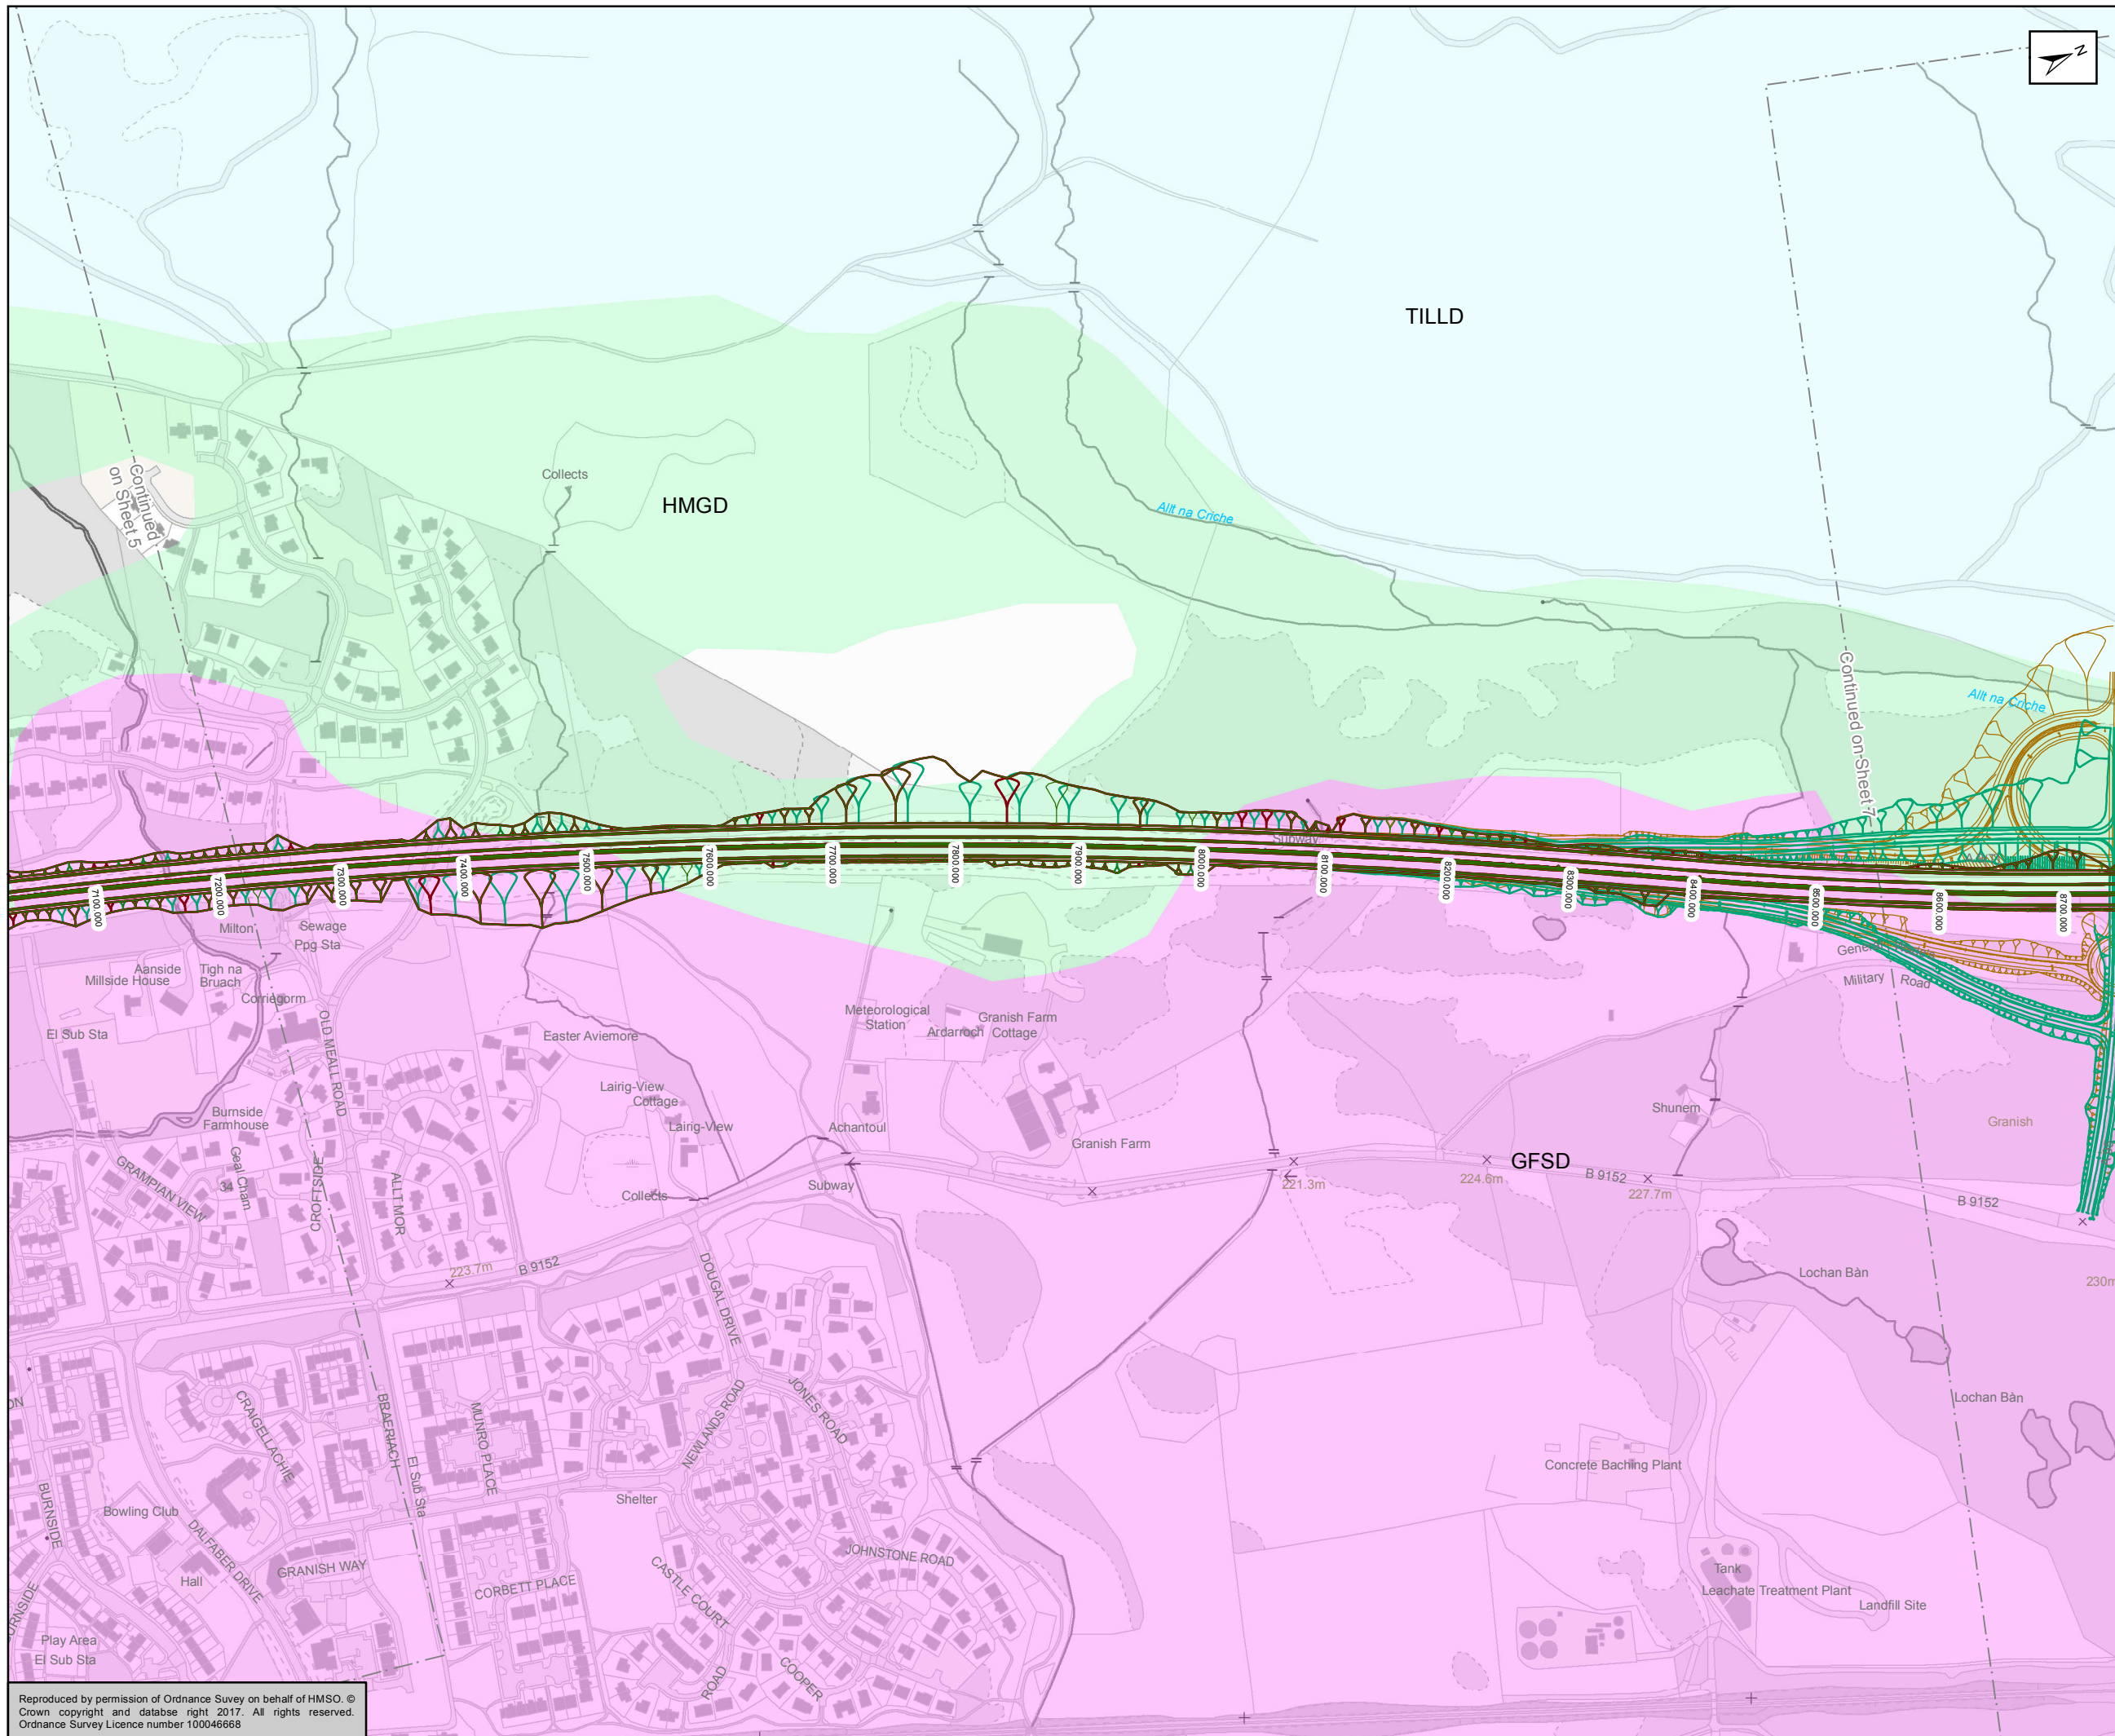 N
TILLD
Collects
HMGD
Continued
on Sheet 5
Allt na Criche
Continued on Sheet 7
Allt na Criche
Subway
7100.000
7200.000
7300.000
7400.000
7500.000
7600.000
7700.000
7800.000
7900.000
8000.000
8100.000
8200.000
8300.000
8400.000
8500.000
8600.000
8700.000
Milton
Sewage
Ppg Sta
Aanside
Millside House
Tigh na
Bruach
Corriegorm
El Sub Sta
OLD MEALL ROAD
Easter Aviemore
Meteorological
Station
Ardarroch
Granish Farm
Cottage
Military
Road
Lairig-View
Cottage
Lairig-View
Achantoul
Granish Farm
Shunem
Granish
Burnside
Farmhouse
Geal Charn
34
GRAMPIAN VIEW
CROFTSIDE
ALLT MOR
Collects
Subway
GFSD
B 9152
221.3m
224.6m
227.7m
B 9152
223.7m
B 9152
DOUGAL DRIVE
Lochan Bàn
230m
Lochan Bàn
CRAIGELLACHIE
BRAERIACH
El Sub Sta
MUNRO PLACE
NEWLANDS ROAD
JONES ROAD
Concrete Baching Plant
BURNSIDE
Bowling Club
DALFABER DRIVE
Hall
GRANISH WAY
CORBETT PLACE
Shelter
CASTLE COURT
JOHNSTONE ROAD
Tank
Leachate Treatment Plant
Landfill Site
Play Area
El Sub Sta
ROAD
COOPER
Reproduced by permission of Ordnance Suvey on behalf of HMSO. ©
Crown copyright and databse right 2017. All rights reserved.
Ordnance Survey Licence number 100046668